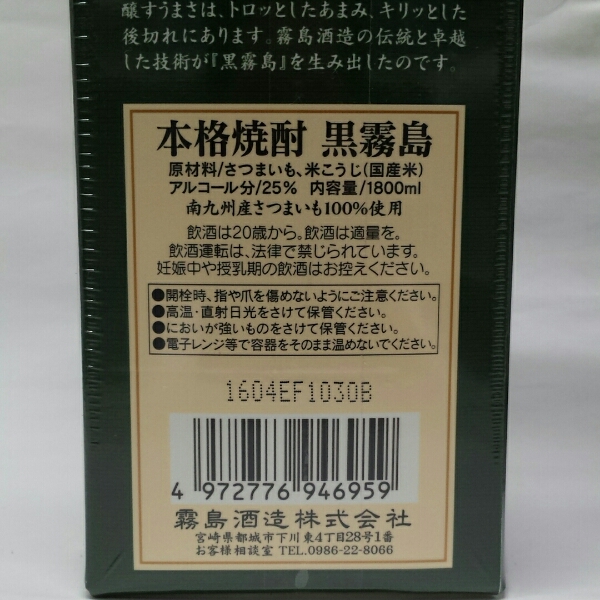 醸すうまさは、トロッとしたあまみ、キリッとした
後切れにあります。霧島酒造の伝統と卓越
した技術が『黒霧島』を生み出したのです。
本格焼酎 黒霧島
原材料/さつまいも、米こうじ(国産米)
アルコール分/25% 内容量/1800ml
南九州産さつまいも100%使用
飲酒は20歳から。飲酒は適量を。
飲酒運転は、法律で禁じられています。
妊娠中や授乳期の飲酒はお控えください。
●開栓時、指や爪を傷めないようにご注意ください。
●高温・直射日光をさけて保管ください。
●においが強いものをさけて保管ください。
●電子レンジ等で容器をそのまま温めないでください。
1604EF1030B
4 972776 946959
霧島酒造株式会社
宮崎県都城市下川東4丁目28号1番
お客様相談室 TEL.0986-22-8066